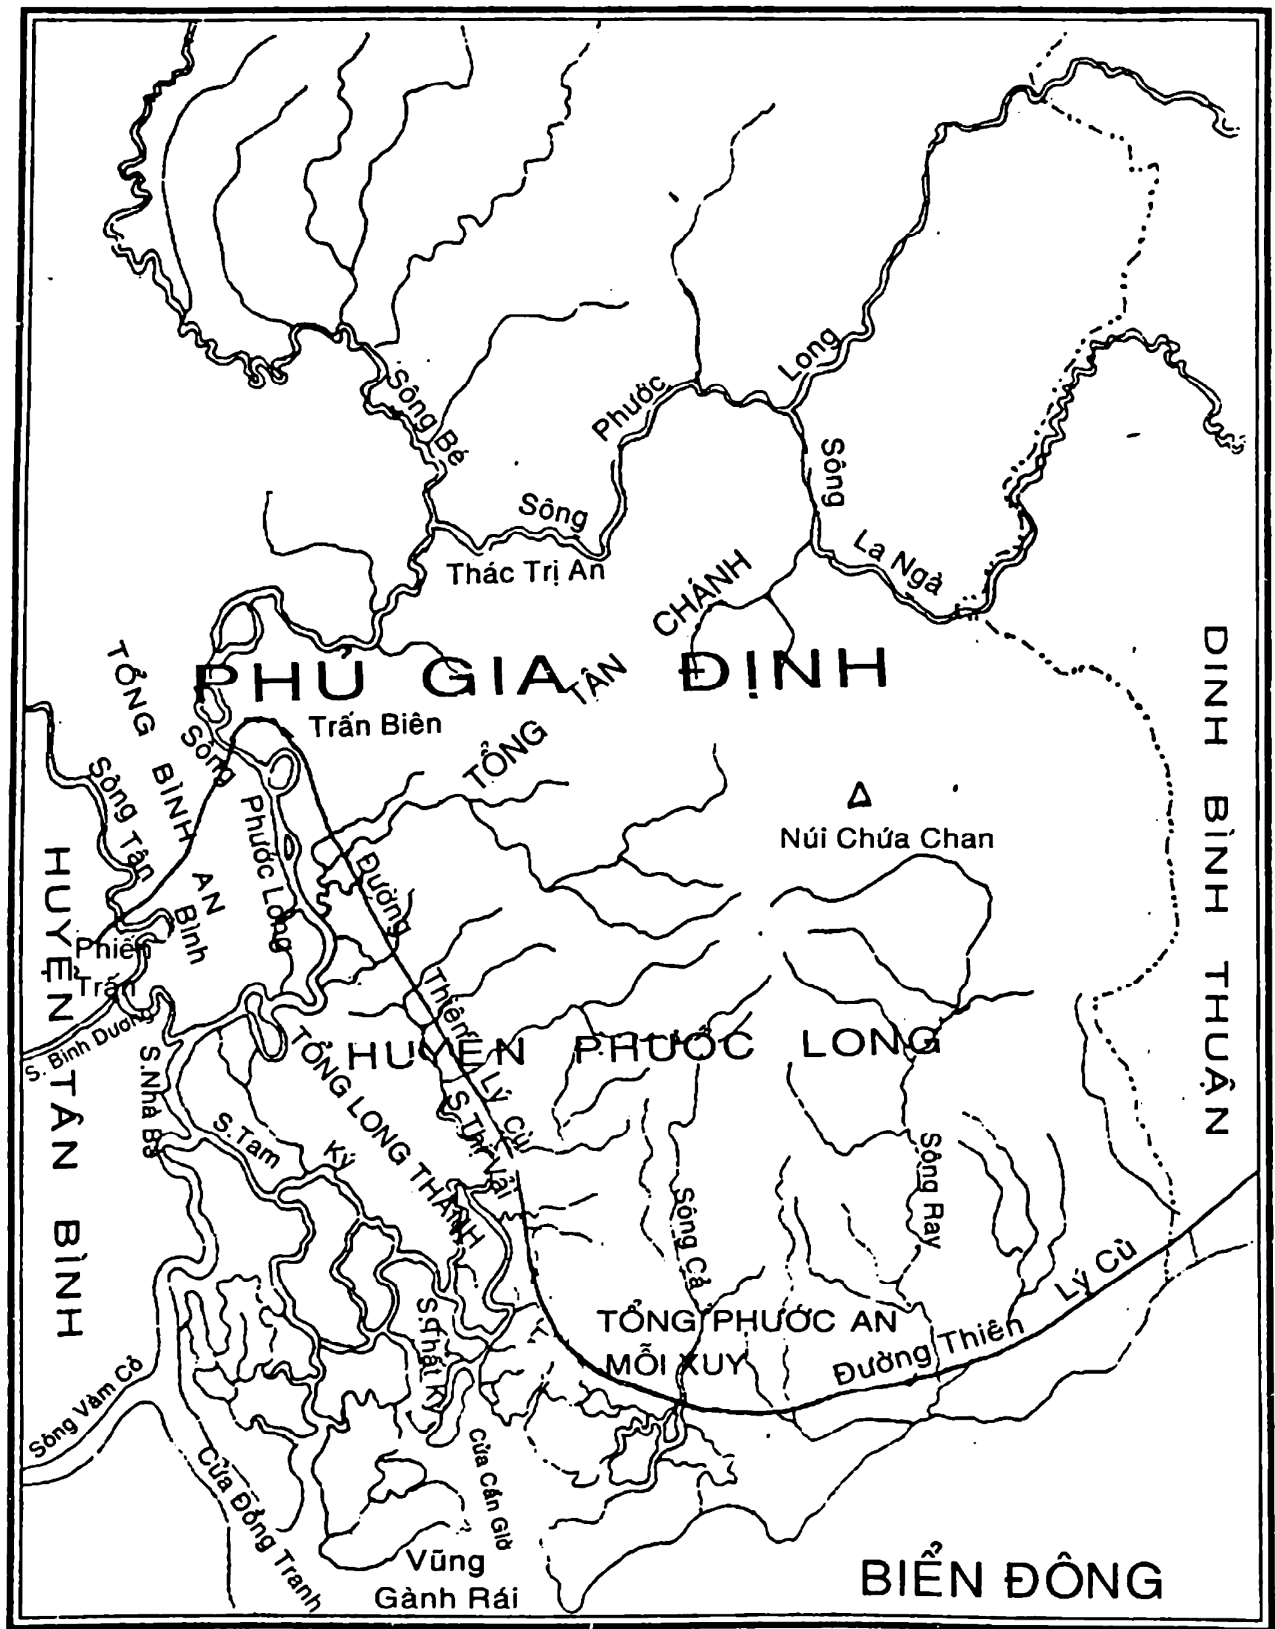 Sông Bé
Sông Phước Long
Sông La Ngà
Thác Trị An
PHỦ GIA ĐỊNH
TỔNG TÂN CHÁNH
TỔNG BÌNH AN
Trấn Biên
Sông Phước Long
Sông Tân Bình
Núi Chứa Chan
DINH BÌNH THUẬN
HUYỆN TÂN BÌNH
Phiên
Trấn
S. Bình Dương
Đường Thiên Lý Cù
HUYỆN PHƯỚC LONG
TỔNG LONG THÀNH
S.Nhà Bè
S.Tam Kỳ
S.Thị Vải
Sông Cả
Sông Ray
S.Thất Kỳ
TỔNG PHƯỚC AN
MỖI XUY
Đường Thiên Lý Cù
Sông Vàm Cỏ
Cửa Đồng Tranh
Cửa Cần Giờ
Vũng
Gành Rái
BIỂN ĐÔNG